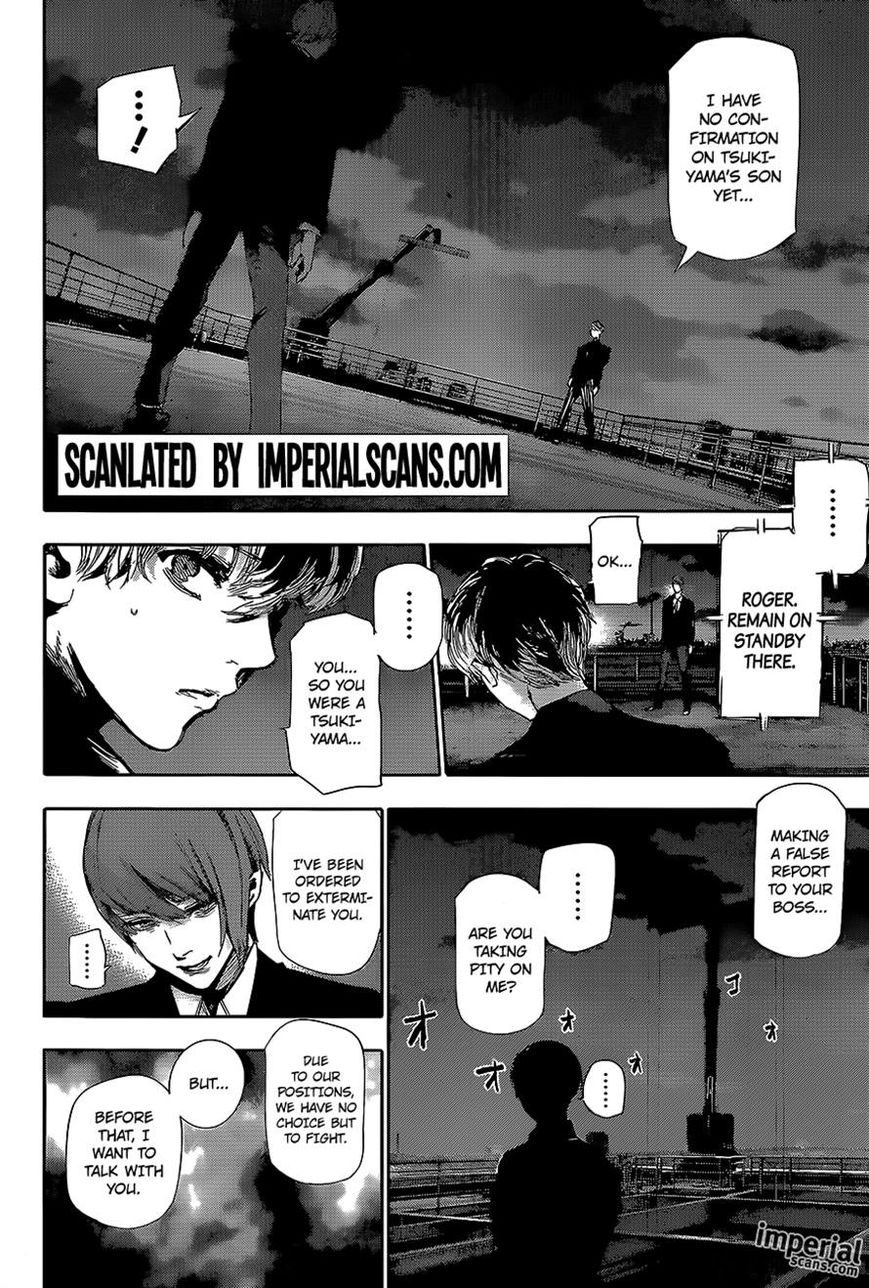 I HAVE
NO CON-
FIRMATION
ON TSUKI-
YAMA'S SON
YET...
......!
SCANLATED BY IMPERIALSCANS.COM
......
ROGER.
REMAIN ON
STANDBY
THERE.
OK...
......
YOU...
SO YOU
WERE A
TSUKI-
YAMA...
MAKING
A FALSE
REPORT
TO YOUR
BOSS...
......
ARE YOU
TAKING
PITY ON
ME?
......
コ
オ
オ
オ
オ
オ
I'VE BEEN
ORDERED
TO EXTERMI-
NATE YOU.
......
DUE
TO OUR
POSITIONS,
WE HAVE NO
CHOICE BUT
TO FIGHT.
BUT...
BEFORE
THAT, I
WANT TO
TALK WITH
YOU.
imperial
scans.com